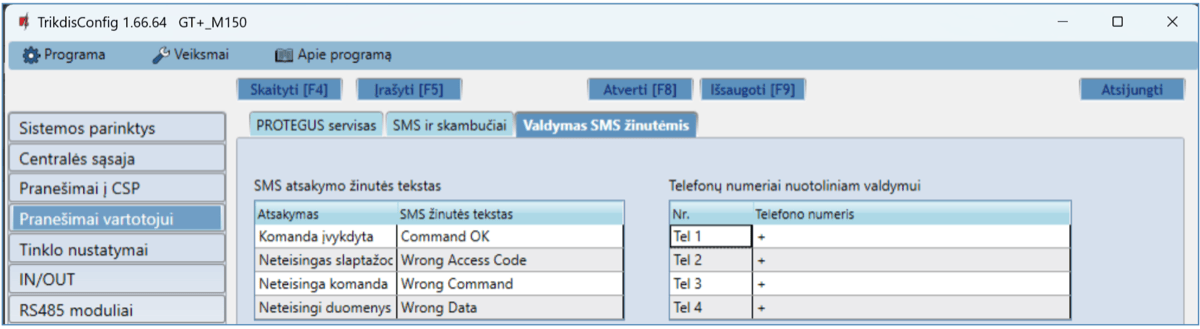 TrikdisConfig 1.66.64 GT+_M150
Programa Veiksmai Apie programą
Skaityti [F4] Įrašyti [F5] Atverti [F8] Išsaugoti [F9] Atsijungti
Sistemos parinktys
Centralės sąsaja
Pranešimai į CSP
Pranešimai vartotojui
Tinklo nustatymai
IN/OUT
RS485 moduliai
PROTEGUS servisas SMS ir skambučiai Valdymas SMS žinutėmis
SMS atsakymo žinutės tekstas
Atsakymas SMS žinutės tekstas
Komanda įvykdyta Command OK
Neteisingas slaptažoc Wrong Access Code
Neteisinga komanda Wrong Command
Neteisingi duomenys Wrong Data
Telefonų numeriai nuotoliniam valdymui
Nr. Telefono numeris
Tel 1 +
Tel 2 +
Tel 3 +
Tel 4 +